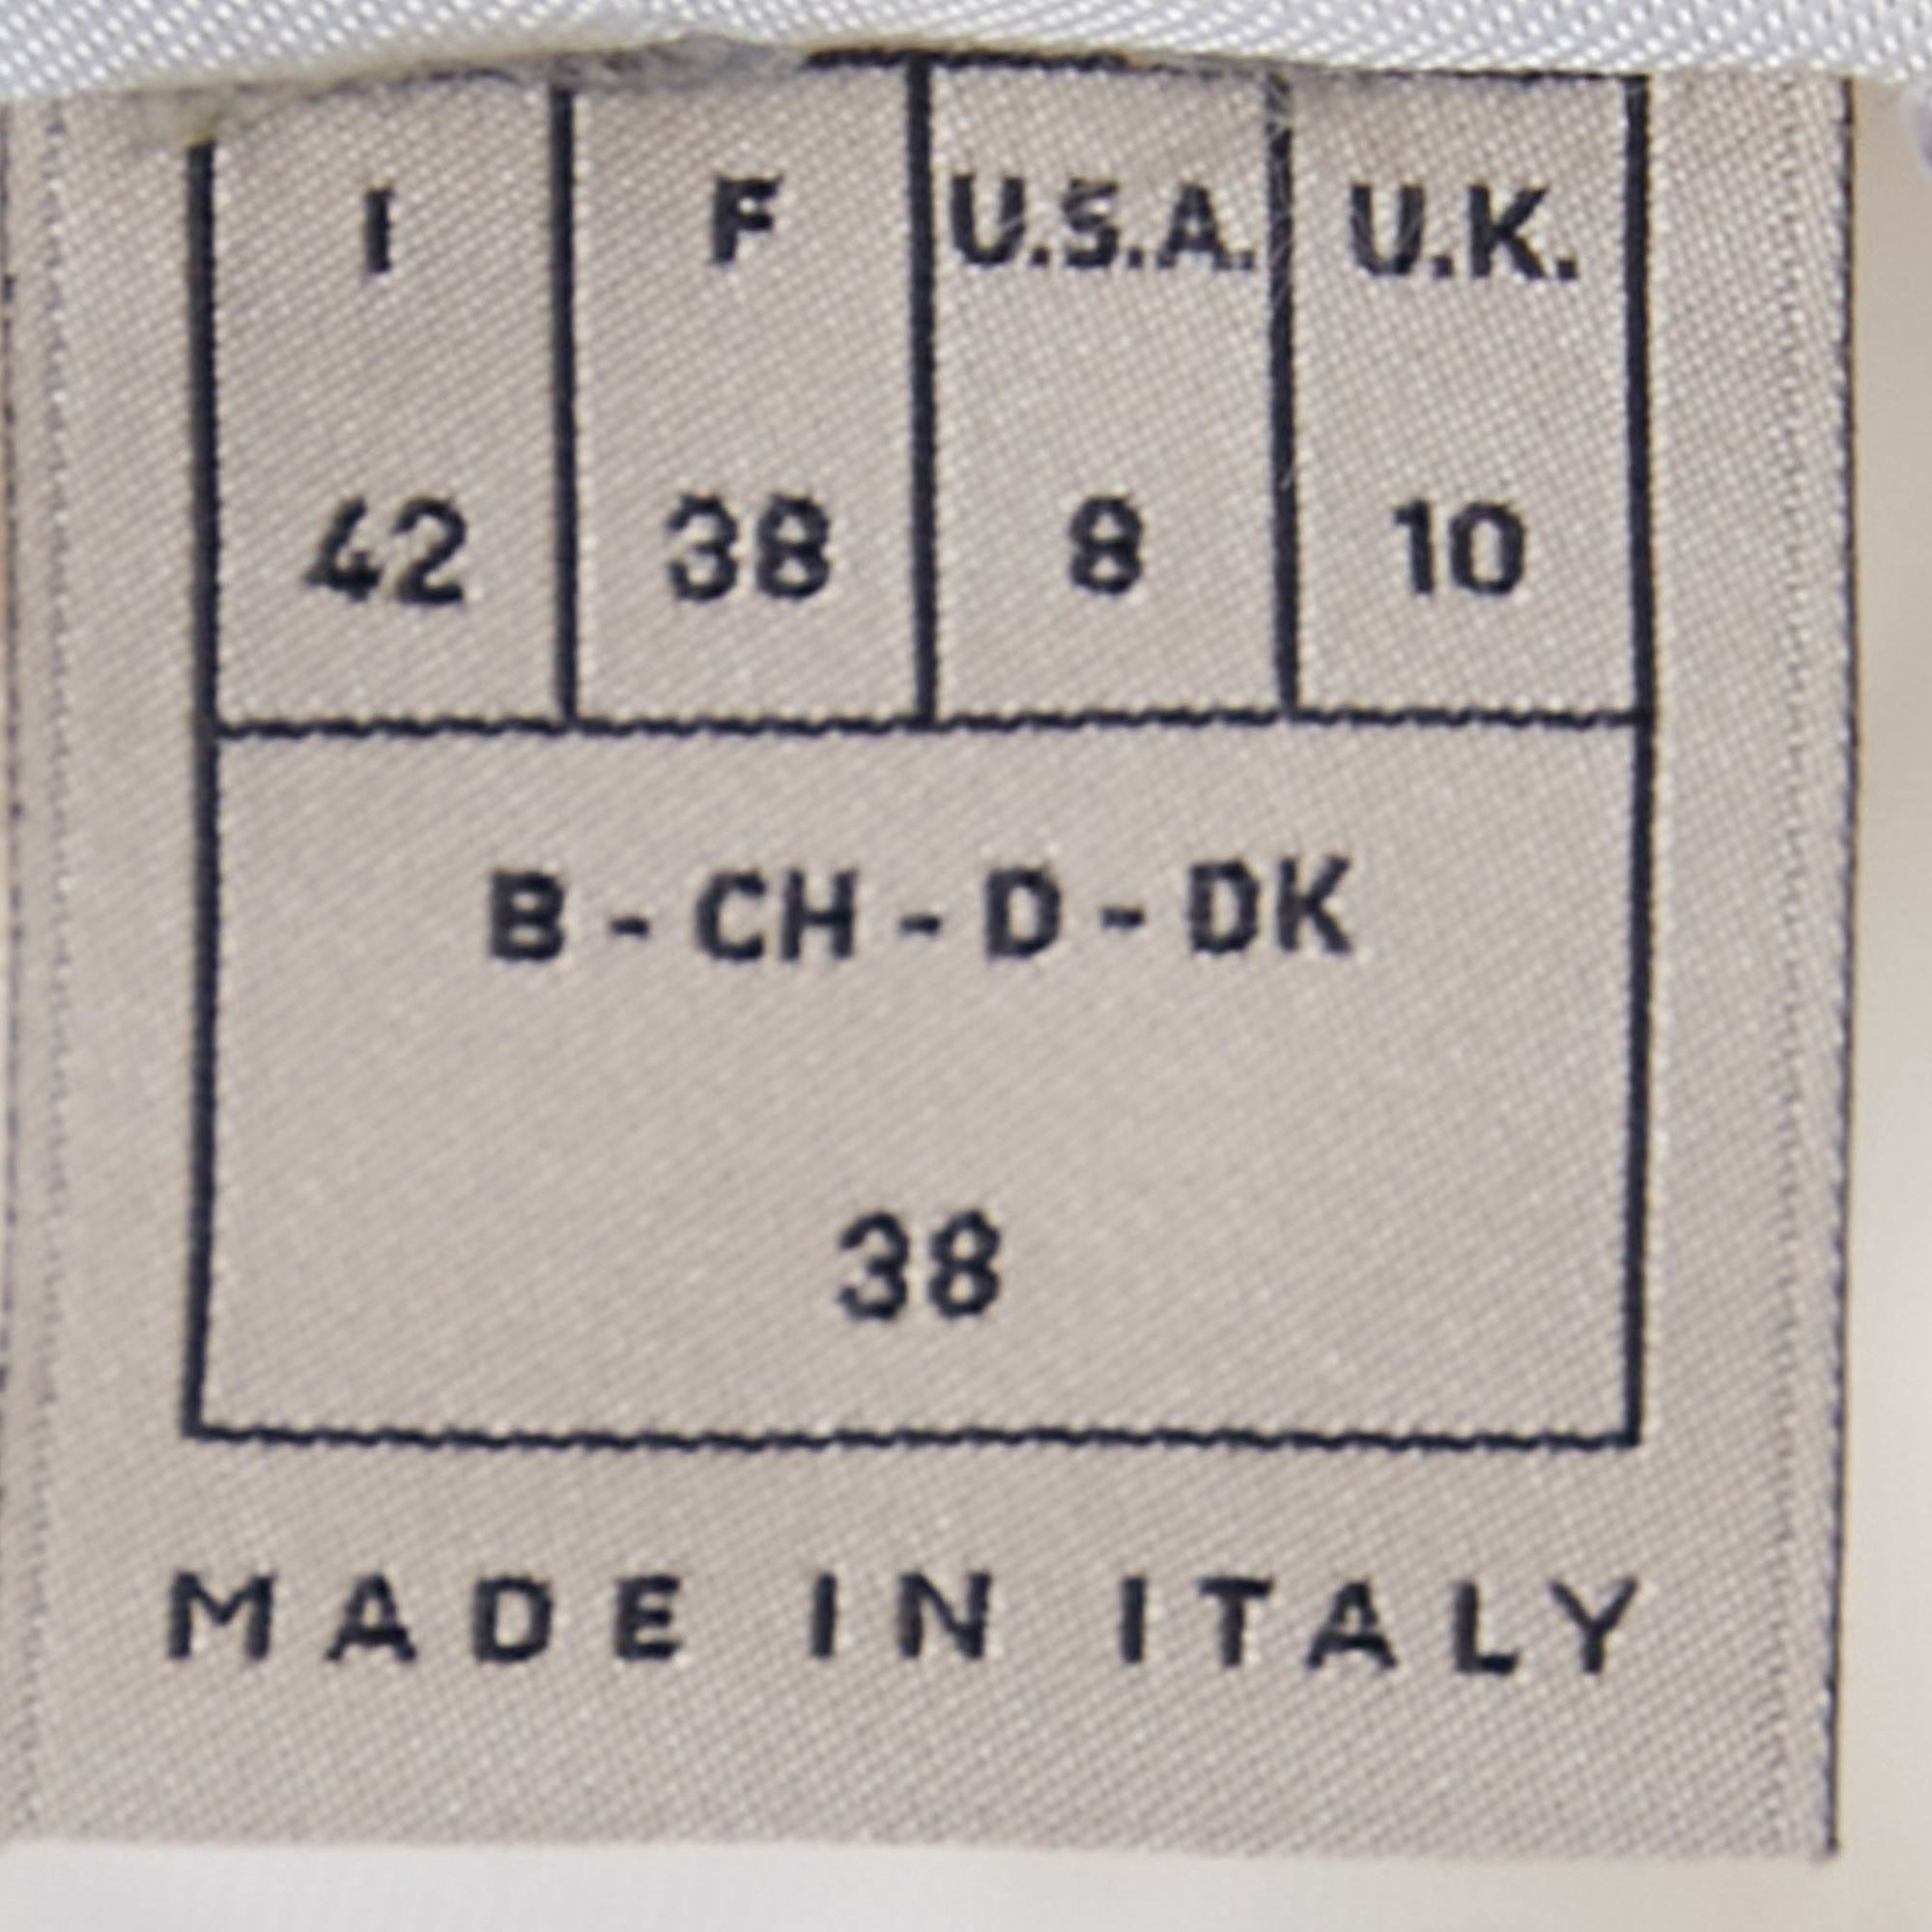 I F U.S.A. U.K.
42 38 8 10
B - CH - D - DK
38
MADE IN ITALY